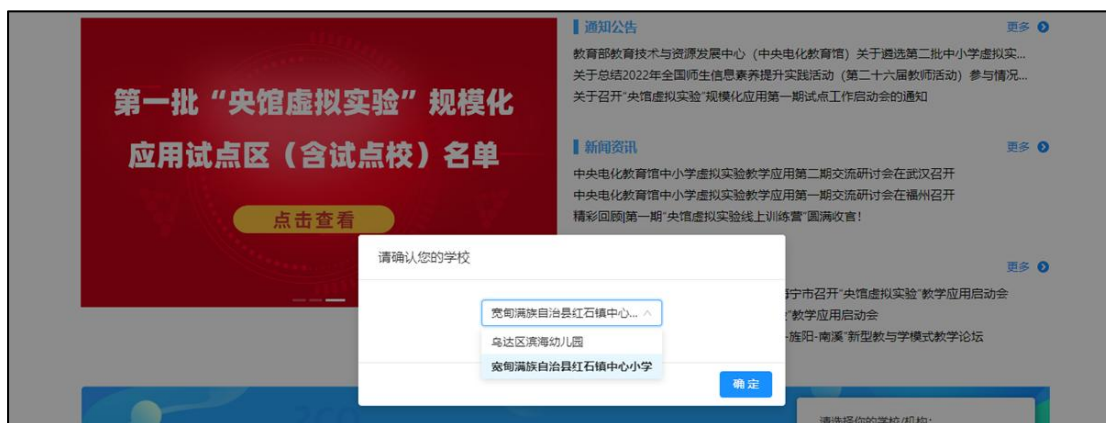 第一批“央馆虚拟实验”规模化
应用试点区（含试点校）名单
点击查看
通知公告
更多
教育部教育技术与资源发展中心（中央电化教育馆）关于遴选第二批中小学虚拟实...
关于总结2022年全国师生信息素养提升实践活动（第二十六届教师活动）参与情况...
关于召开“央馆虚拟实验”规模化应用第一期试点工作启动会的通知
新闻资讯
更多
中央电化教育馆中小学虚拟实验教学应用第二期交流研讨会在武汉召开
中央电化教育馆中小学虚拟实验教学应用第一期交流研讨会在福州召开
精彩回顾|第一期“央馆虚拟实验线上训练营”圆满收官！
更多
宁市召开“央馆虚拟实验”教学应用启动会
”教学应用启动会
-旌阳-南溪”新型教与学模式教学论坛
请确认您的学校
宽甸满族自治县红石镇中心...
乌达区滨海幼儿园
宽甸满族自治县红石镇中心小学
确定
请选择你的学校/机构：